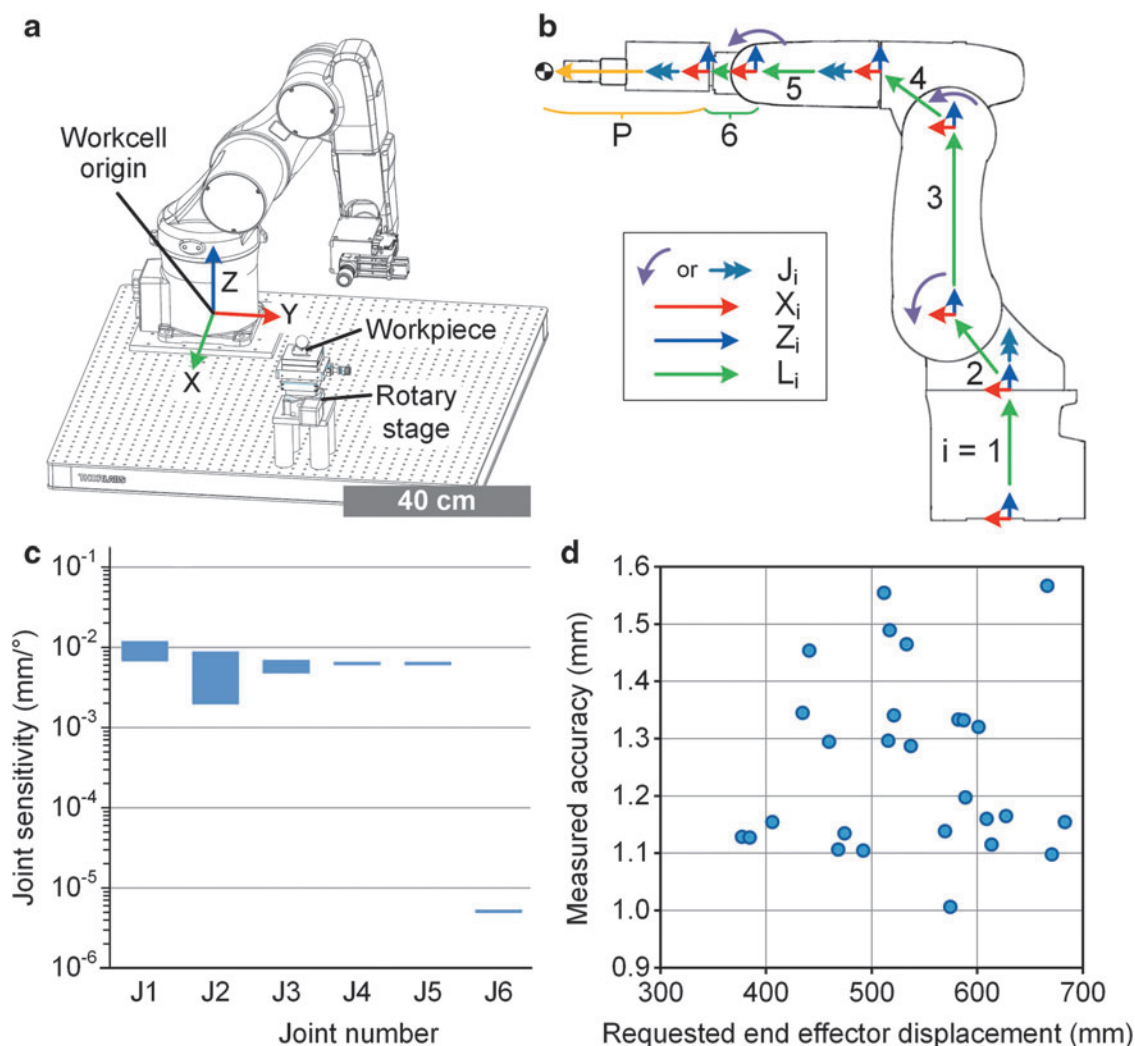 a
Workcell
origin
Z
Y
X
Workpiece
Rotary
stage
THORLABS
40 cm
b
P
6
5
4
3
2
i = 1
or Jᵢ
Xᵢ
Zᵢ
Lᵢ
c
Joint sensitivity (mm/°)
10⁻¹
10⁻²
10⁻³
10⁻⁴
10⁻⁵
10⁻⁶
J1 J2 J3 J4 J5 J6
Joint number
d
Measured accuracy (mm)
1.6
1.5
1.4
1.3
1.2
1.1
1.0
0.9
300 400 500 600 700
Requested end effector displacement (mm)